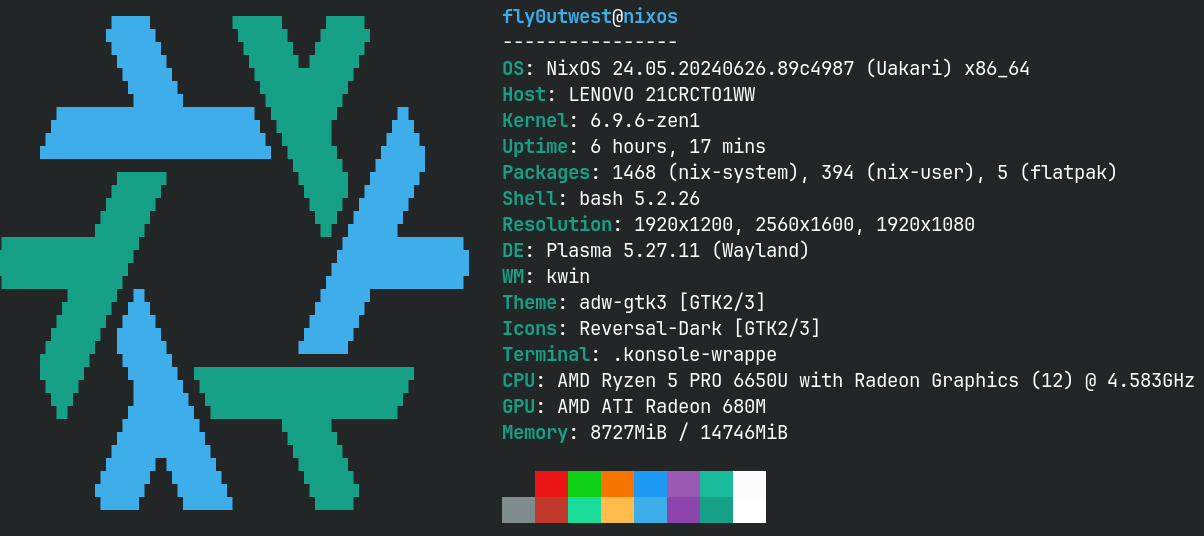 fly0utwest@nixos
----------------
OS: NixOS 24.05.20240626.89c4987 (Uakari) x86_64
Host: LENOVO 21CRCTO1WW
Kernel: 6.9.6-zen1
Uptime: 6 hours, 17 mins
Packages: 1468 (nix-system), 394 (nix-user), 5 (flatpak)
Shell: bash 5.2.26
Resolution: 1920x1200, 2560x1600, 1920x1080
DE: Plasma 5.27.11 (Wayland)
WM: kwin
Theme: adw-gtk3 [GTK2/3]
Icons: Reversal-Dark [GTK2/3]
Terminal: .konsole-wrappe
CPU: AMD Ryzen 5 PRO 6650U with Radeon Graphics (12) @ 4.583GHz
GPU: AMD ATI Radeon 680M
Memory: 8727MiB / 14746MiB